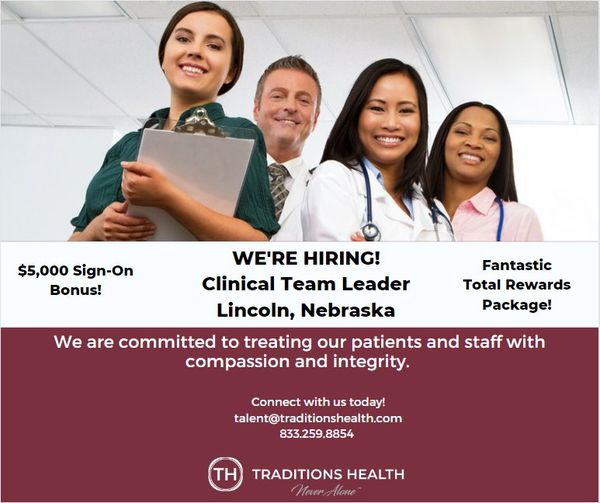 $5,000 Sign-On
Bonus!
WE'RE HIRING!
Clinical Team Leader
Lincoln, Nebraska
Fantastic
Total Rewards
Package!
We are committed to treating our patients and staff with
compassion and integrity.
Connect with us today!
talent@traditionshealth.com
833.259.8854
TH TRADITIONS HEALTH
Never Alone™